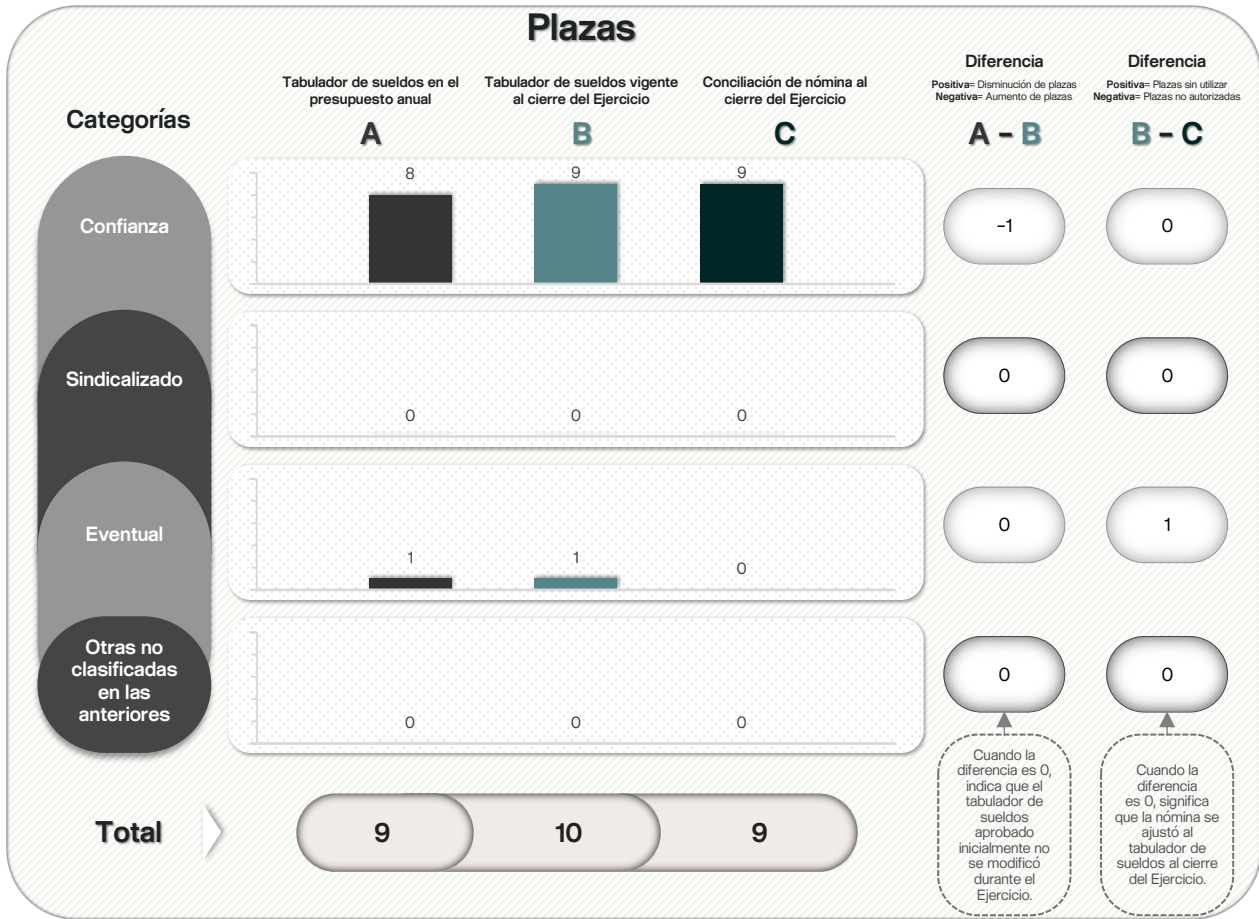 Plazas
Categorías
Tabulador de sueldos en el
presupuesto anual
A
Tabulador de sueldos vigente
al cierre del Ejercicio
B
Conciliación de nómina al
cierre del Ejercicio
C
Diferencia
Positiva= Disminución de plazas
Negativa= Aumento de plazas
A - B
Diferencia
Positiva= Plazas sin utilizar
Negativa= Plazas no autorizadas
B - C
Confianza
8
9
9
-1
0
Sindicalizado
0
0
0
0
0
Eventual
1
1
0
0
1
Otras no
clasificadas
en las
anteriores
0
0
0
0
0
Total
9
10
9
Cuando la
diferencia es 0,
indica que el
tabulador de
sueldos
aprobado
inicialmente no
se modificó
durante el
Ejercicio.
Cuando la
diferencia
es 0, significa
que la nómina se
ajustó al
tabulador de
sueldos al cierre
del Ejercicio.